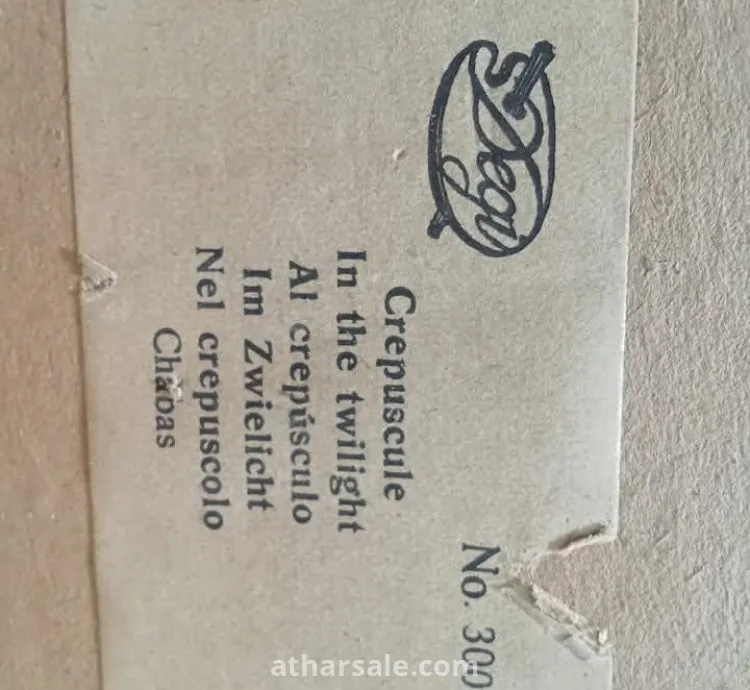 No. 300
Crepuscule
In the twilight
Al crepúsculo
Im Zwielicht
Nel crepuscolo
Chabas
atharsale.com